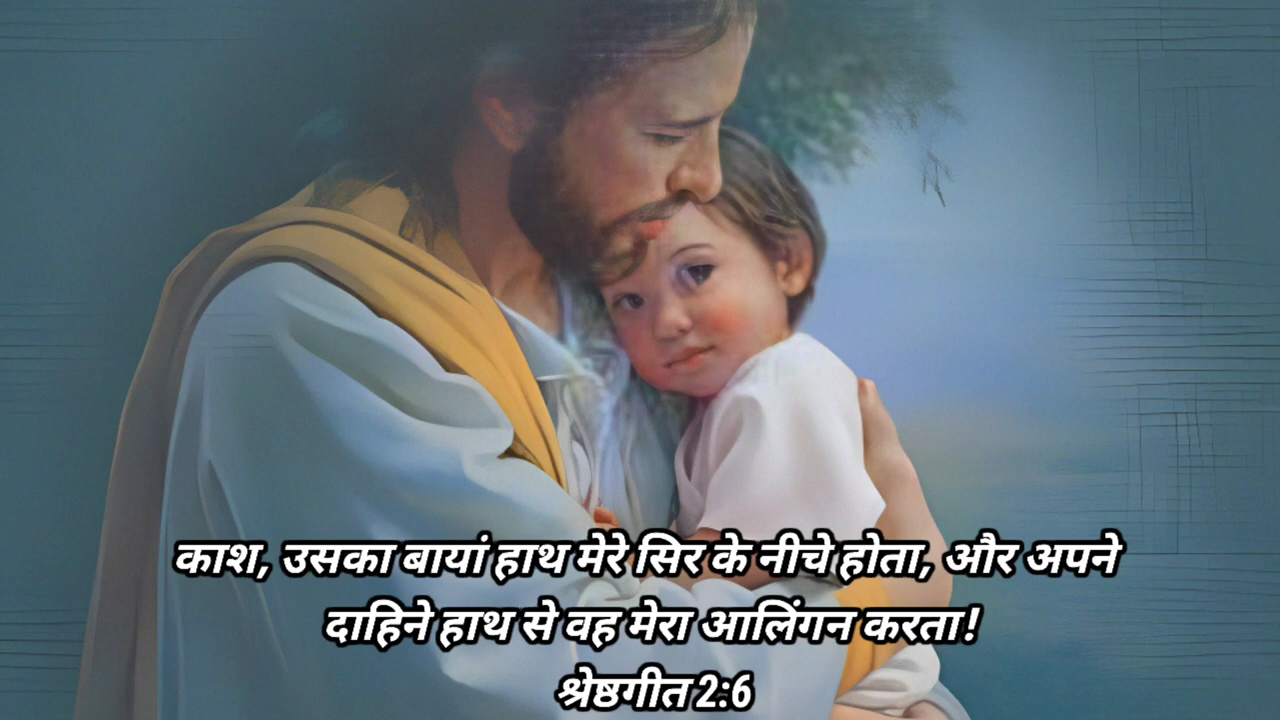 काश, उसका बायां हाथ मेरे सिर के नीचे होता, और अपने
दाहिने हाथ से वह मेरा आलिंगन करता!
श्रेष्ठगीत 2:6